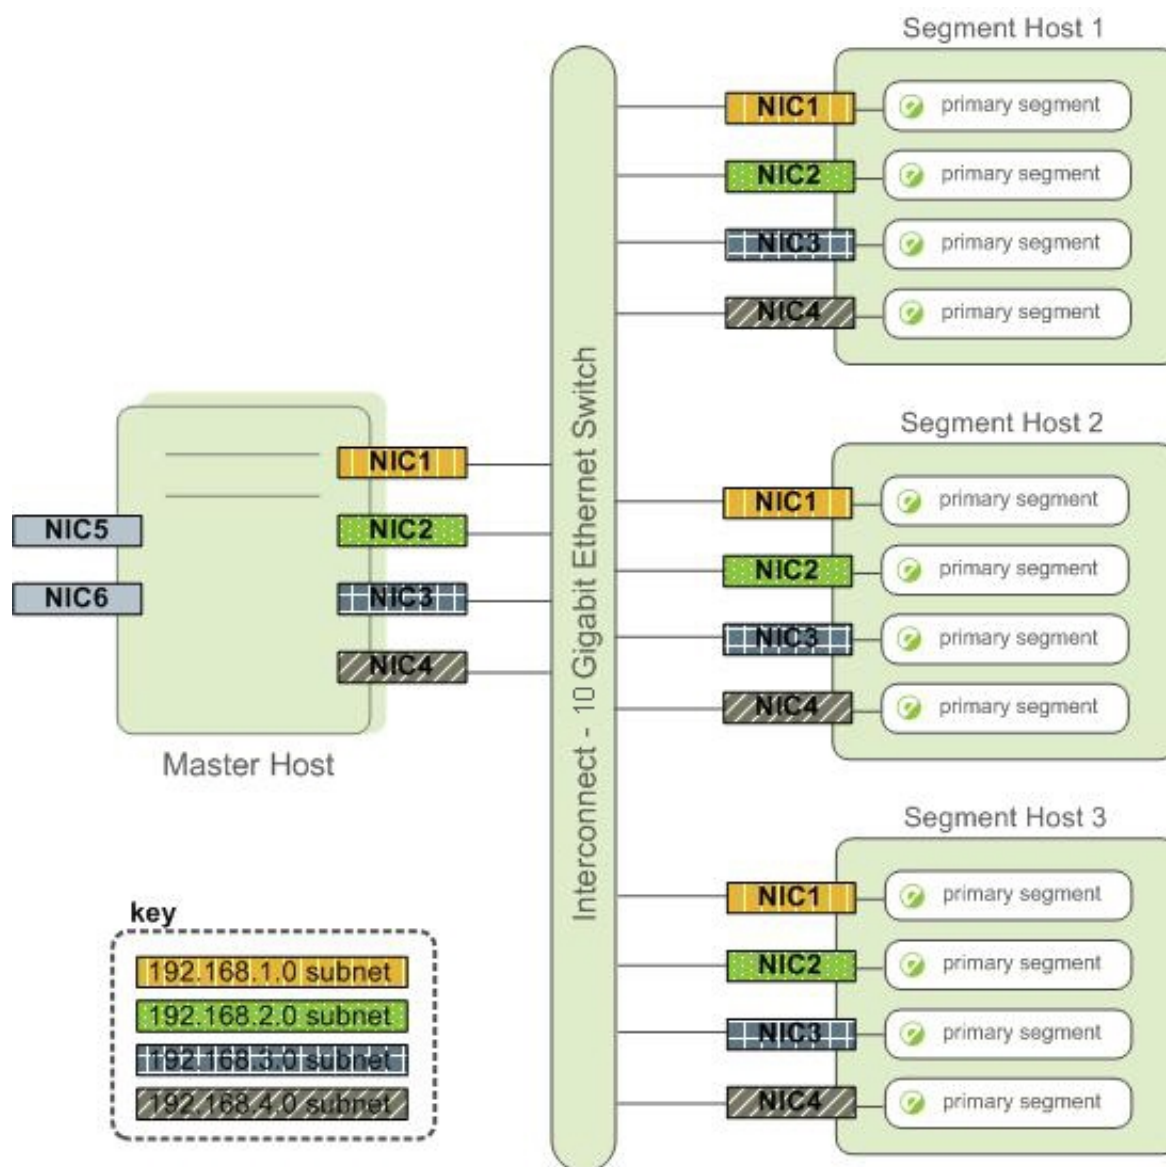 Segment Host 1
NIC1
primary segment
NIC2
primary segment
NIC3
primary segment
NIC4
primary segment
Interconnect - 10 Gigabit Ethernet Switch
NIC1
NIC2
NIC3
NIC4
NIC5
NIC6
Master Host
Segment Host 2
NIC1
primary segment
NIC2
primary segment
NIC3
primary segment
NIC4
primary segment
Segment Host 3
NIC1
primary segment
NIC2
primary segment
NIC3
primary segment
NIC4
primary segment
key
192.168.1.0 subnet
192.168.2.0 subnet
192.168.3.0 subnet
192.168.4.0 subnet